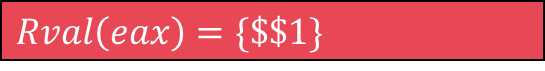 Rval(eax) = {$$1}